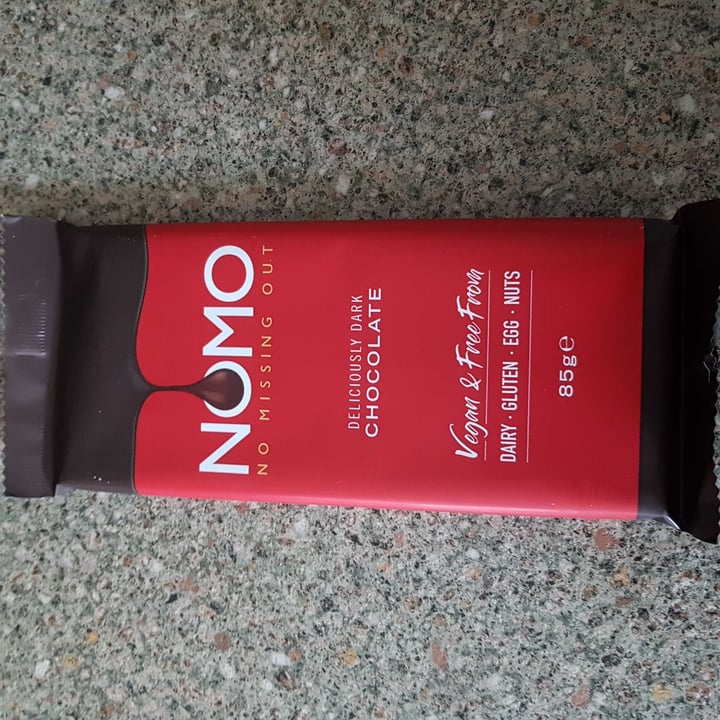 NOMO
NO MISSING OUT
DELICIOUSLY DARK
CHOCOLATE
Vegan & Free From
DAIRY · GLUTEN · EGG · NUTS
85g℮